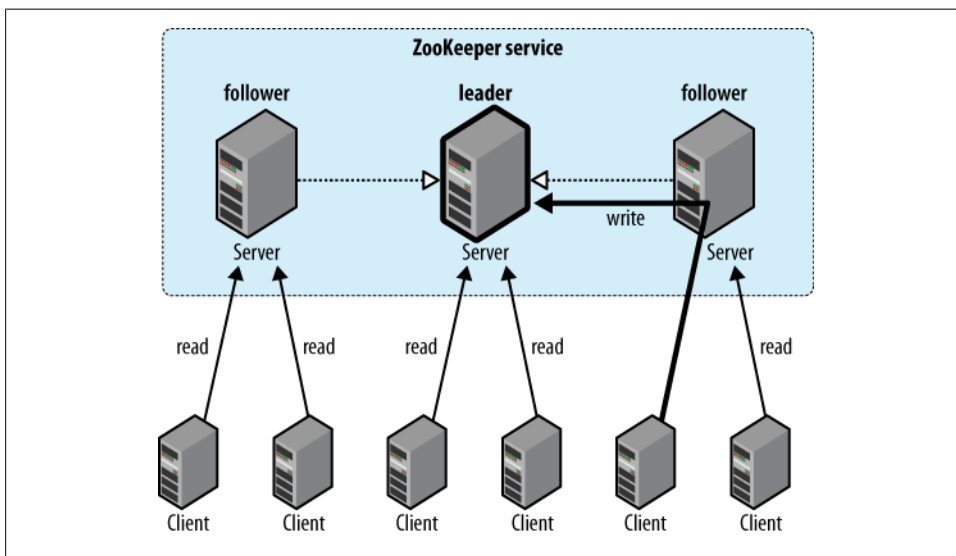 ZooKeeper service
follower leader follower
write
Server Server Server
read read read read read
Client Client Client Client Client Client